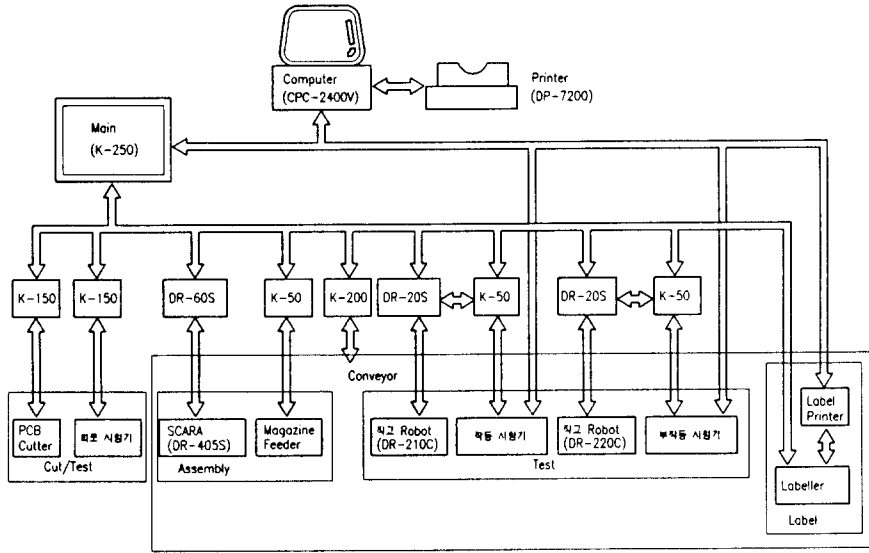 Computer
(CPC-2400V)
Printer
(DP-7200)
Main
(K-250)
K-150
K-150
DR-60S
K-50
K-200
DR-20S
K-50
DR-20S
K-50
Conveyor
PCB
Cutter
회로 시험기
Cut/Test
SCARA
(DR-405S)
Magazine
Feeder
Assembly
직고 Robot
(DR-210C)
작동 시험기
직고 Robot
(DR-220C)
부작동 시험기
Test
Label
Printer
Labeller
Label